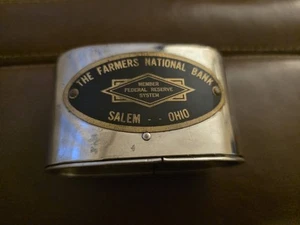 THE FARMERS NATIONAL BANK
MEMBER
FEDERAL RESERVE
SYSTEM
SALEM - - OHIO